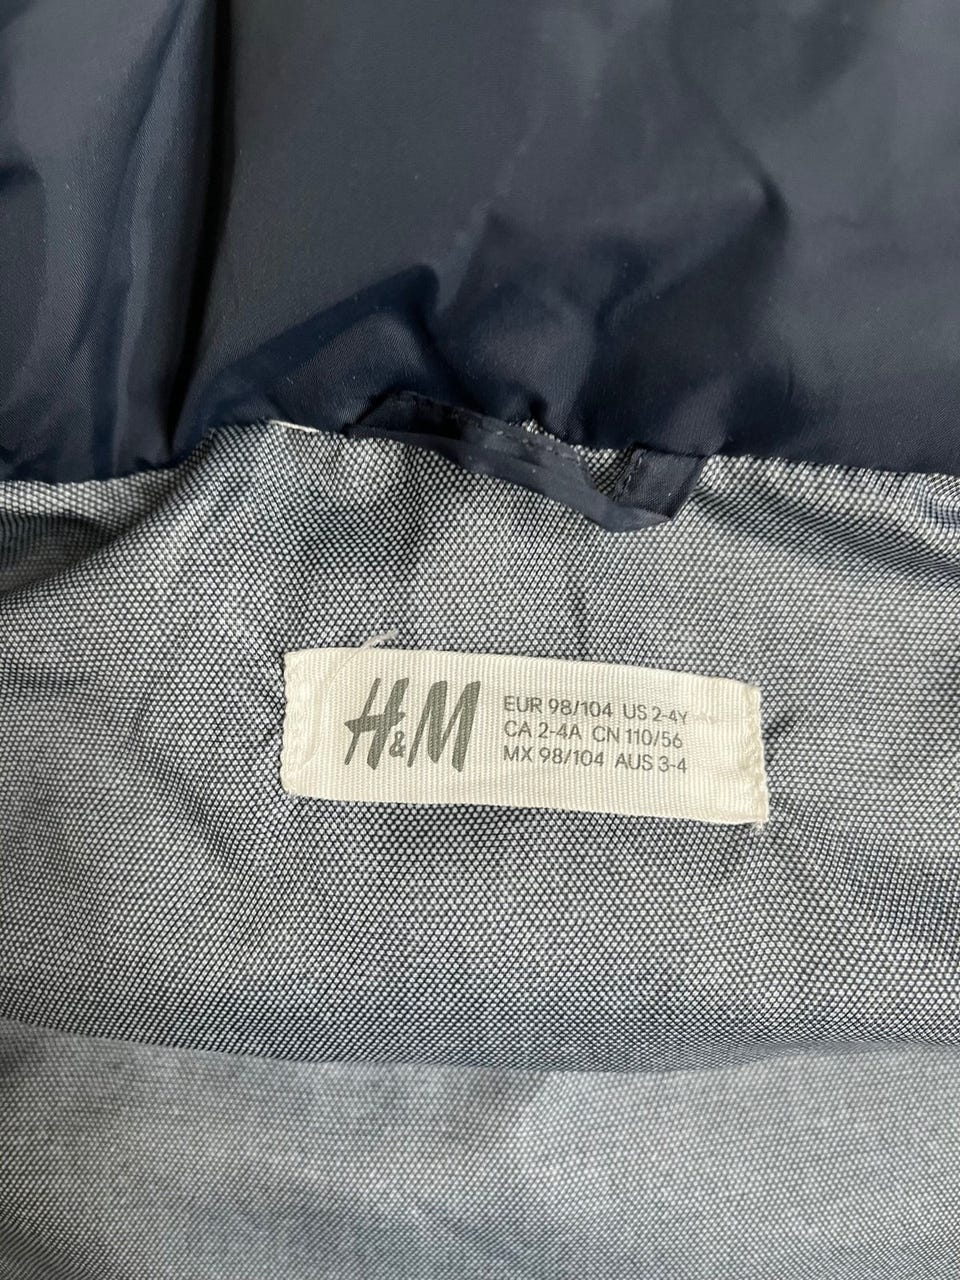 H&M
EUR 98/104 US 2-4Y
CA 2-4A CN 110/56
MX 98/104 AUS 3-4